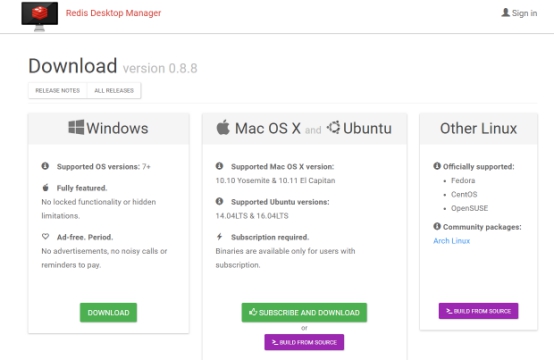 Redis Desktop Manager
Sign in
Download version 0.8.8
RELEASE NOTES
ALL RELEASES
Windows
Supported OS versions: 7+
Fully featured.
No locked functionality or hidden
limitations.
Ad-free. Period.
No advertisements, no noisy calls or
reminders to pay.
DOWNLOAD
Mac OS X and Ubuntu
Supported Mac OS X version:
10.10 Yosemite & 10.11 El Capitan
Supported Ubuntu versions:
14.04LTS & 16.04LTS
Subscription required.
Binaries are available only for users with
subscription.
SUBSCRIBE AND DOWNLOAD
or
BUILD FROM SOURCE
Other Linux
Officially supported:
Fedora
CentOS
OpenSUSE
Community packages:
Arch Linux
BUILD FROM SOURCE